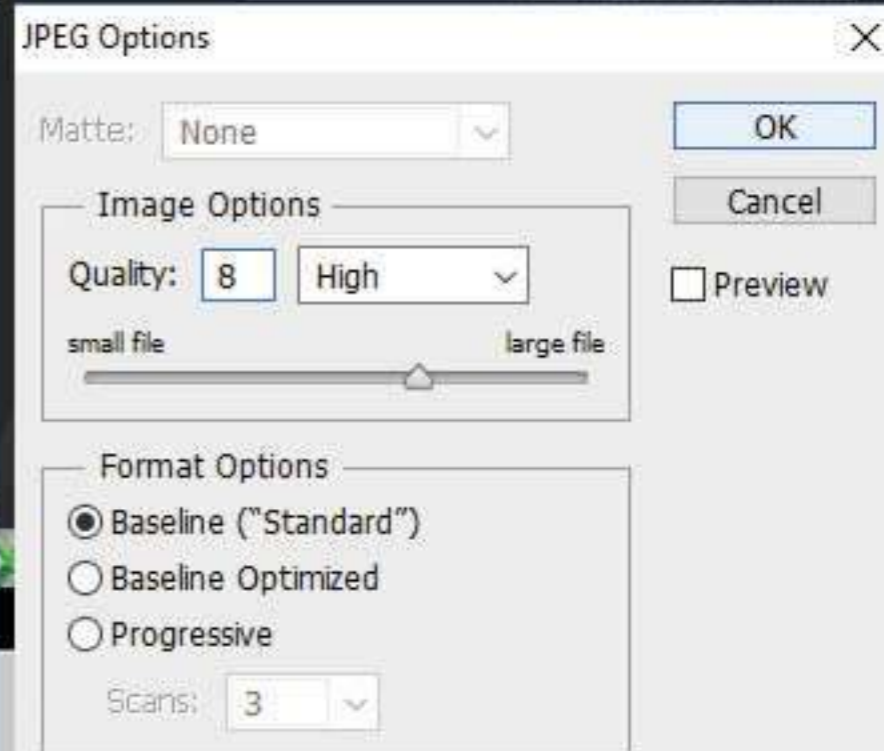 JPEG Options
Matte: None
OK
Image Options
Cancel
Quality: 8 High
Preview
small file large file
Format Options
Baseline (“Standard”)
Baseline Optimized
Progressive
Scans: 3